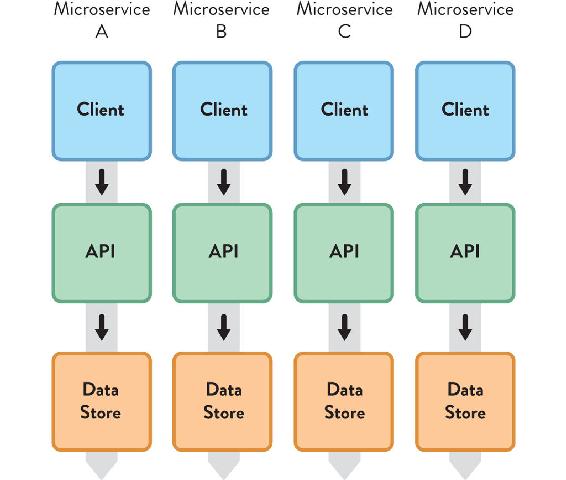 Microservice Microservice Microservice Microservice
A B C D
Client Client Client Client
API API API API
Data Data Data Data
Store Store Store Store